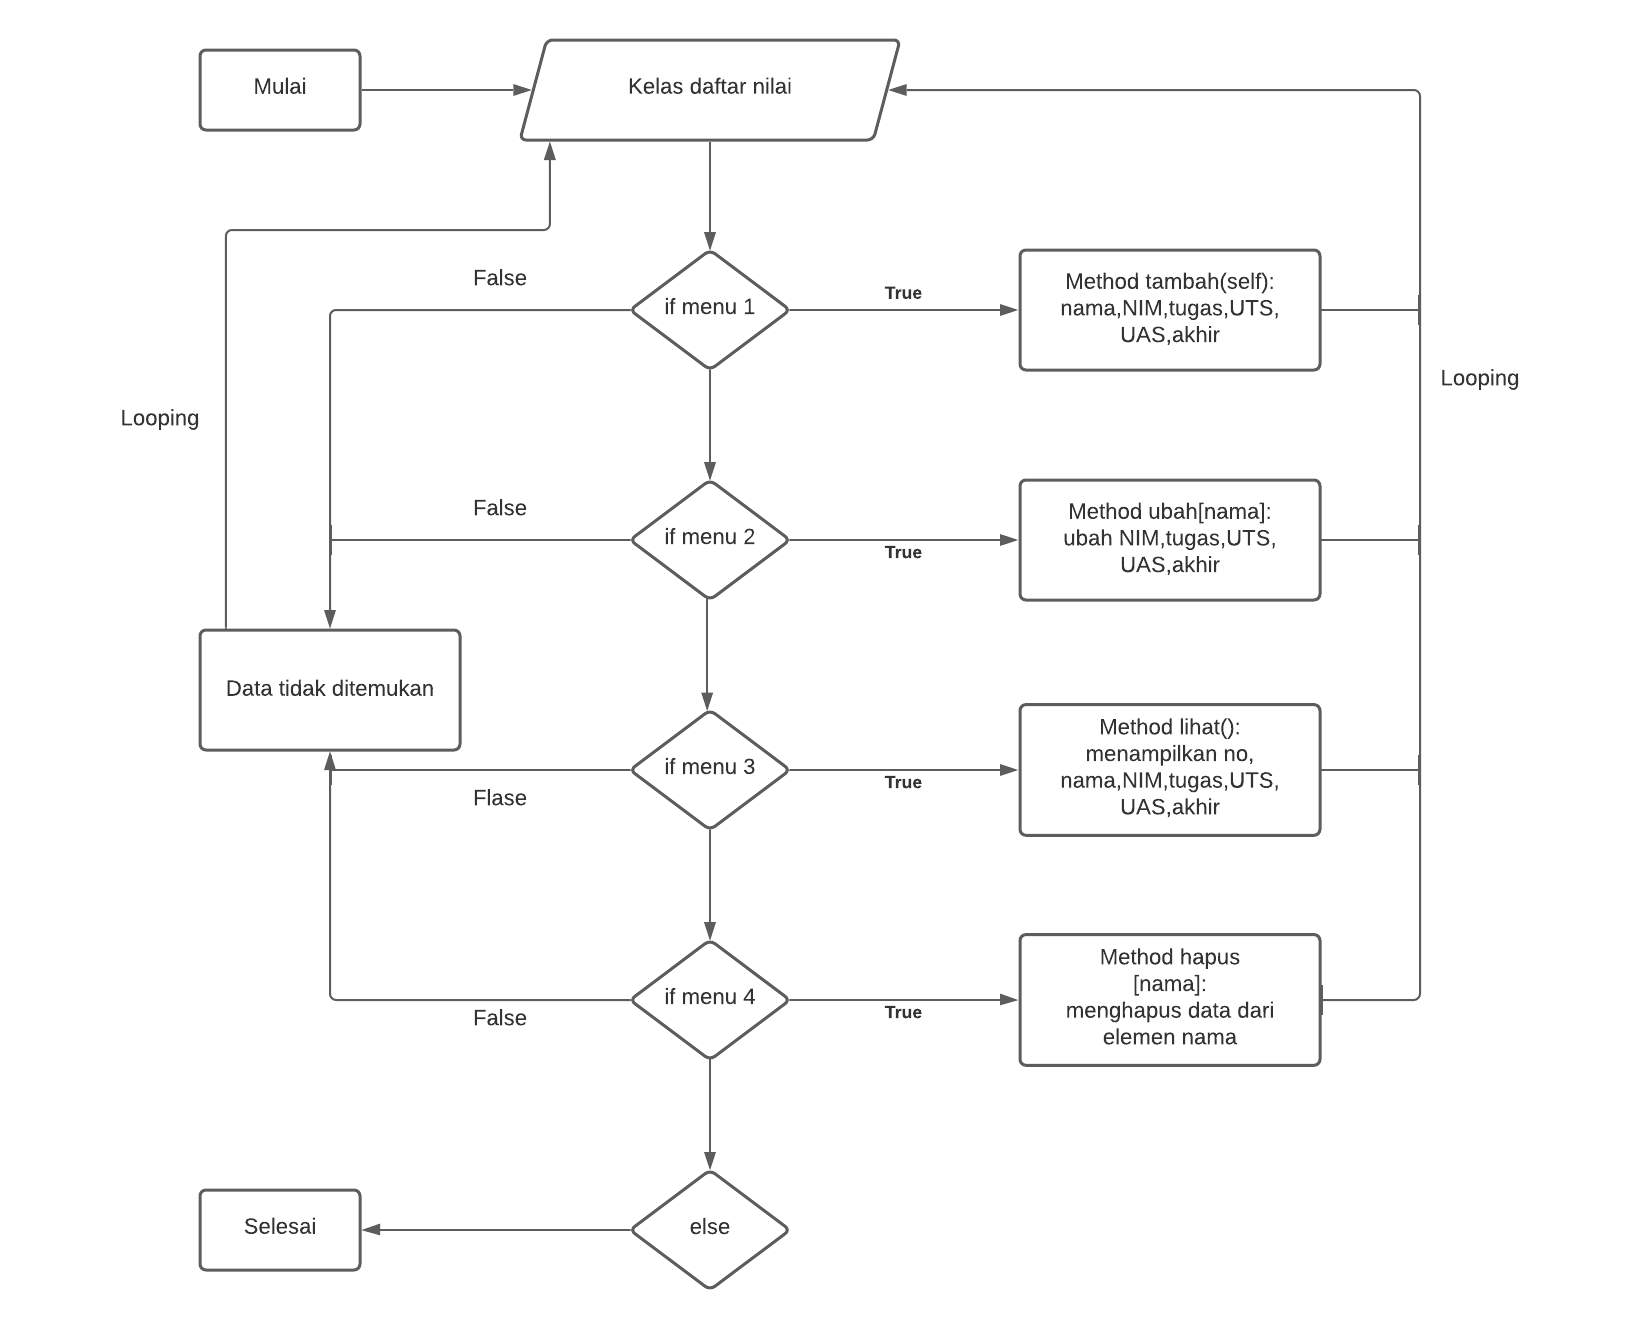 Mulai
Kelas daftar nilai
False
if menu 1
True
Method tambah(self):
nama,NIM,tugas,UTS,
UAS,akhir
Looping
Looping
False
if menu 2
True
Method ubah[nama]:
ubah NIM,tugas,UTS,
UAS,akhir
Data tidak ditemukan
Flase
if menu 3
True
Method lihat():
menampilkan no,
nama,NIM,tugas,UTS,
UAS,akhir
False
if menu 4
True
Method hapus
[nama]:
menghapus data dari
elemen nama
Selesai
else